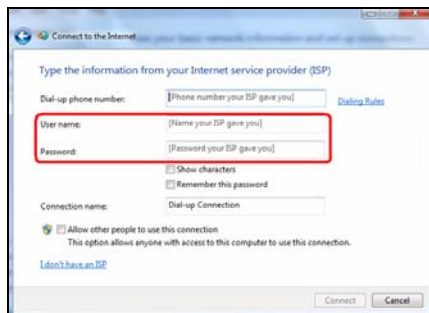 Connect to the Internet
Type the information from your Internet service provider (ISP)
Dial-up phone number: [Phone number your ISP gave you] Dialing Rules
User name: [Name your ISP gave you]
Password: [Password your ISP gave you]
Show characters
Remember this password
Connection name: Dial-up Connection
Allow other people to use this connection
This option allows anyone with access to this computer to use this connection.
I don't have an ISP
Connect Cancel